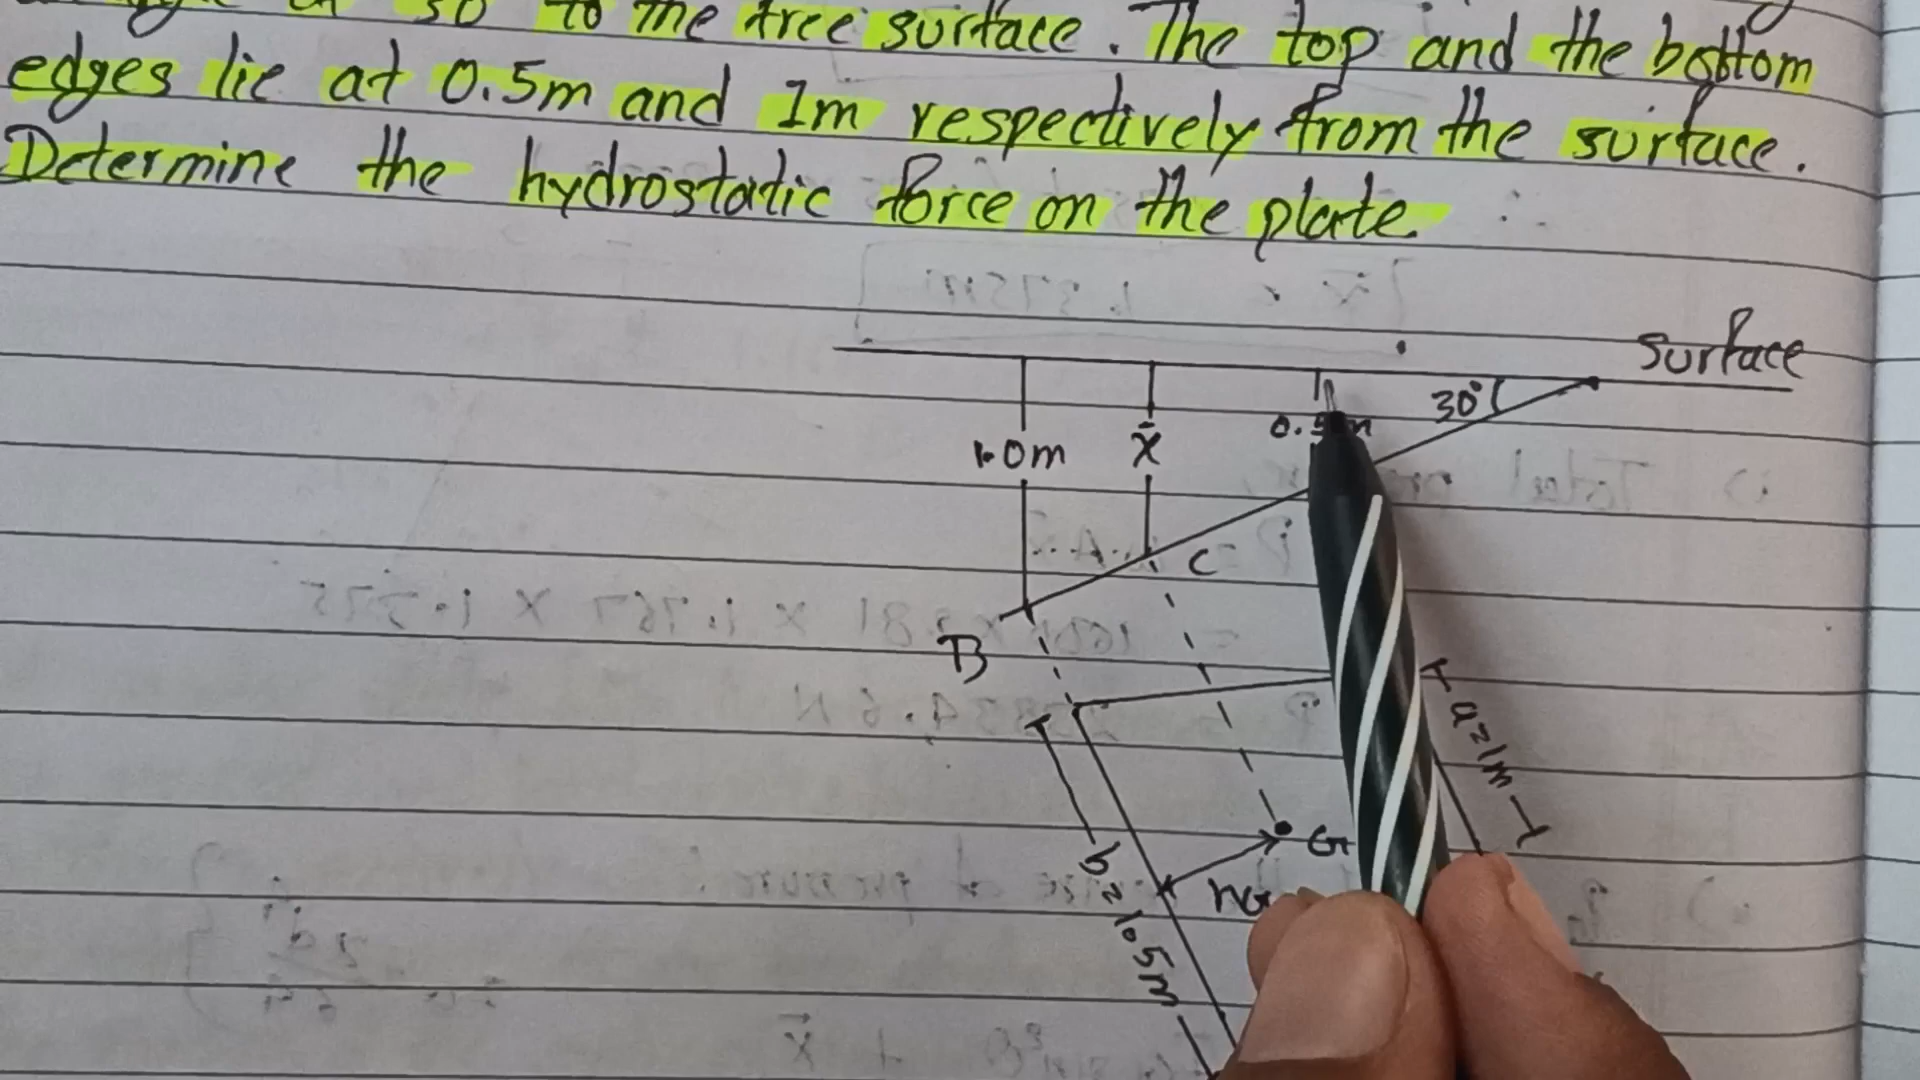 30° to the free surface. The top and the bottom
edges lie at 0.5m and 1m respectively from the surface.
Determine the hydrostatic force on the plate.
surface
30°
1.0m
x̄
C
B
a=1m
G
b=1.5m